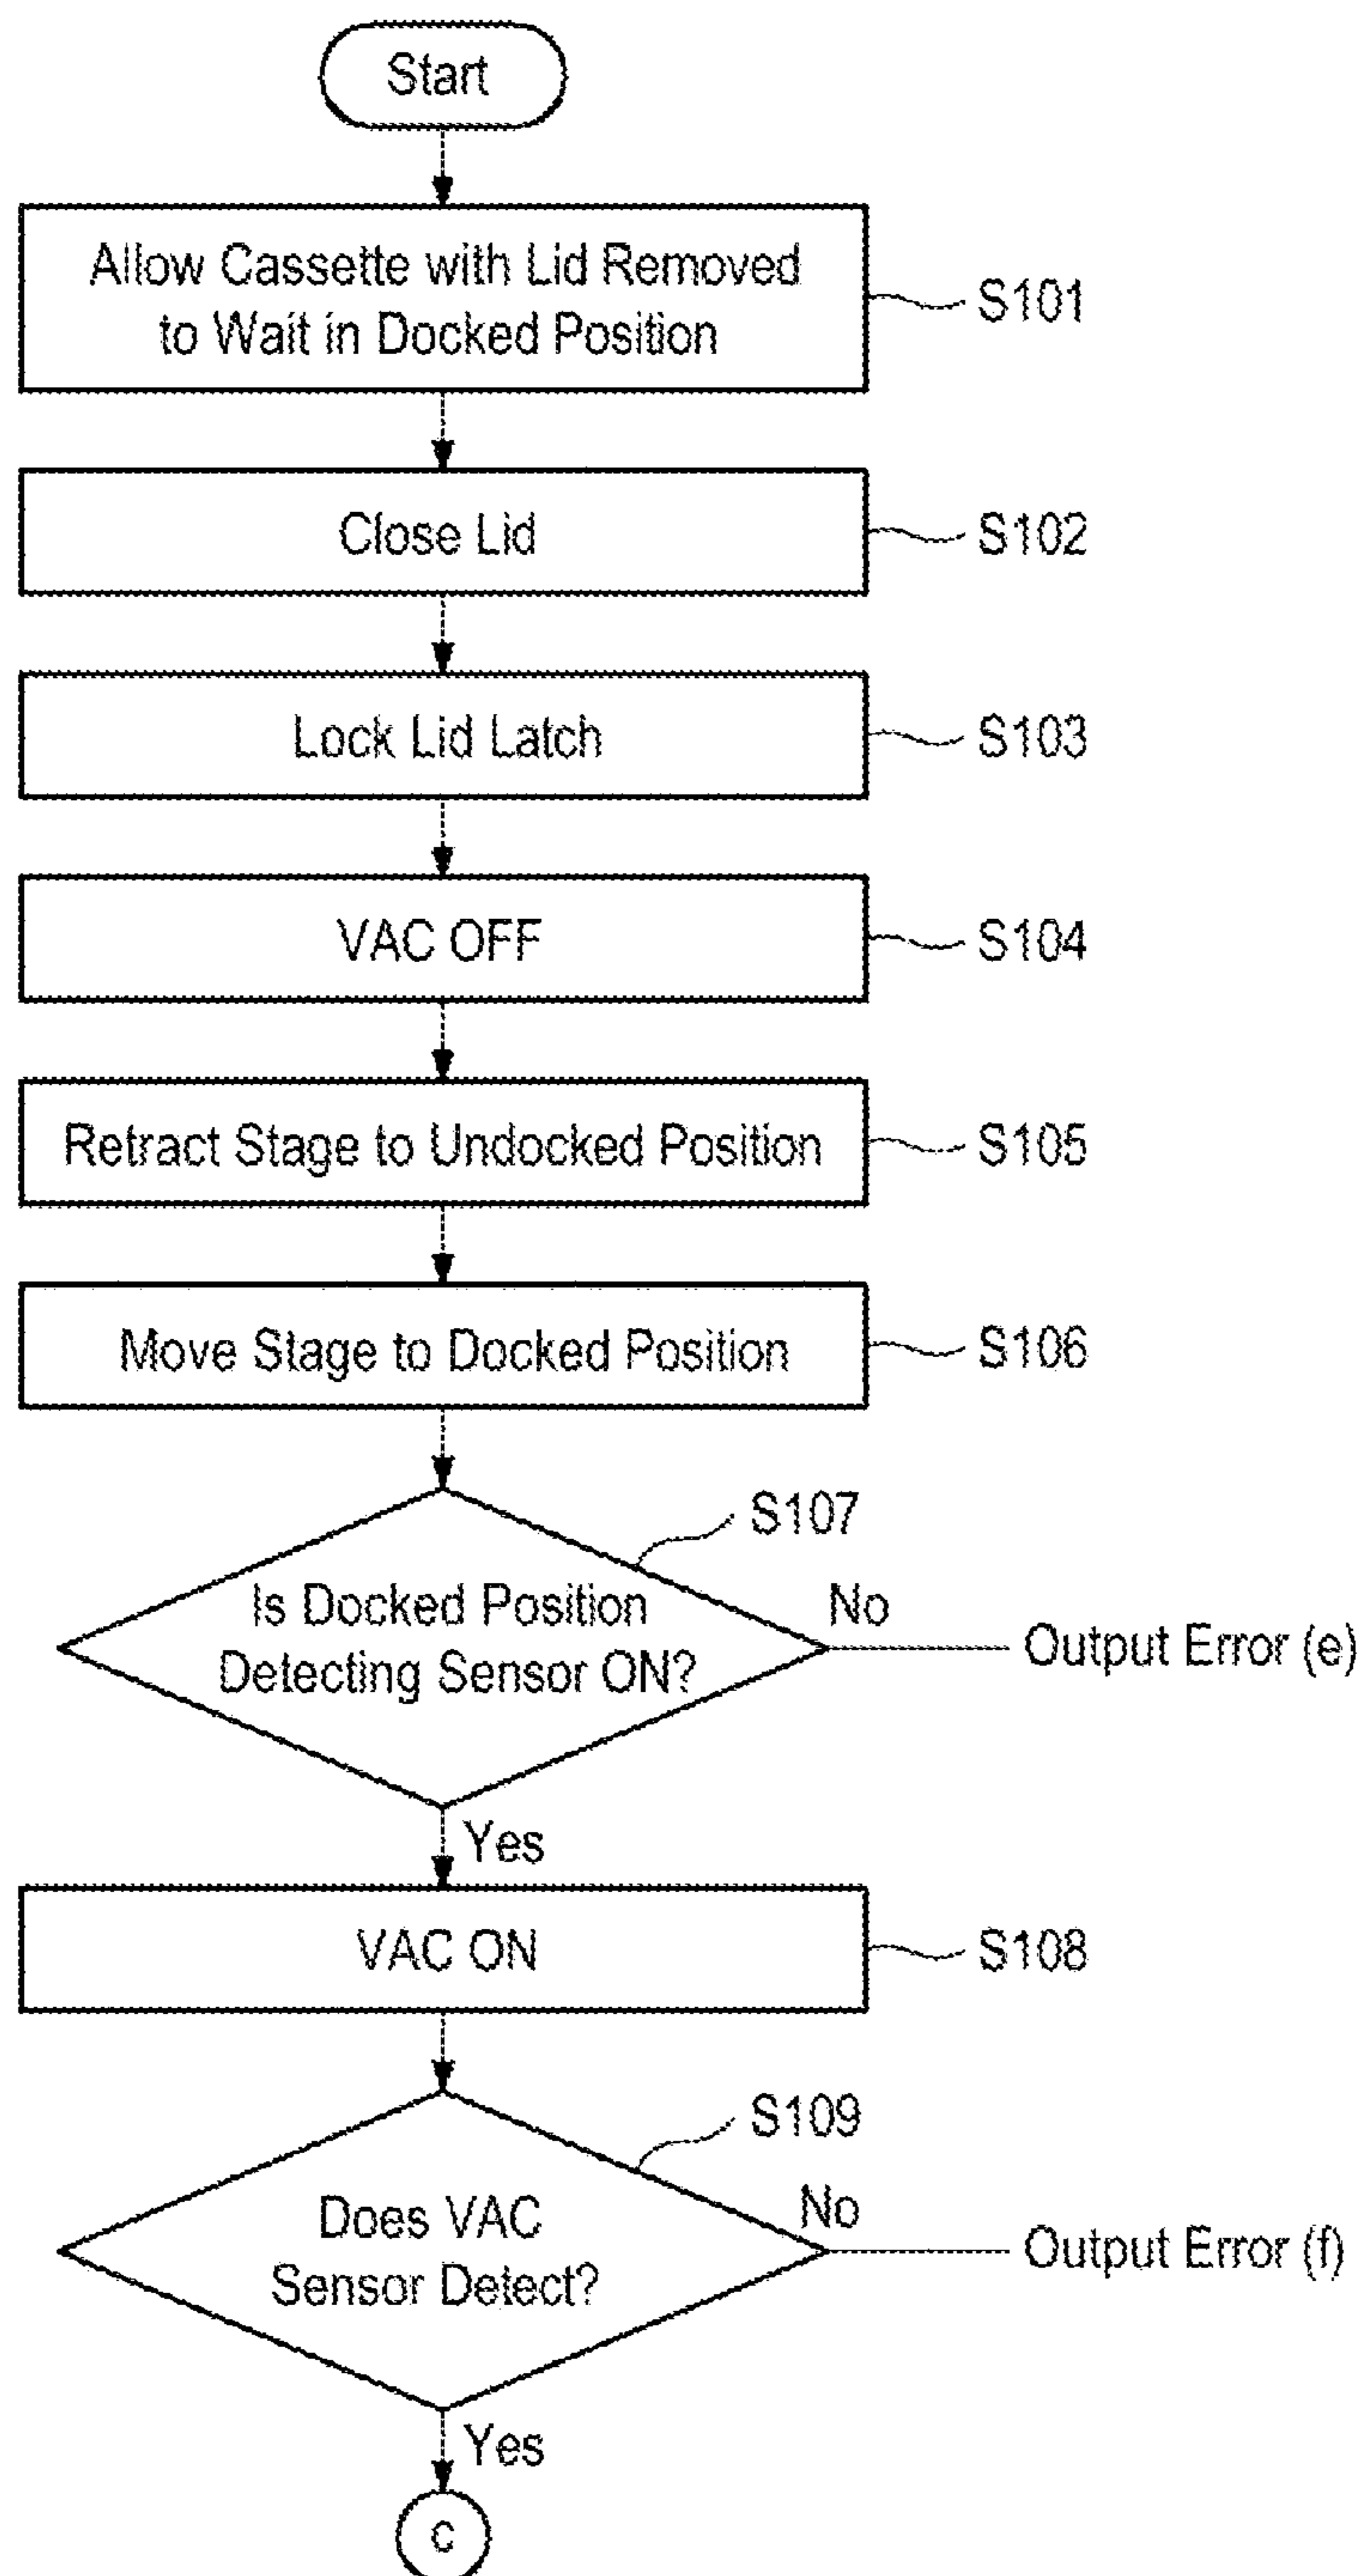 Start
Allow Cassette with Lid Removed
to Wait in Docked Position
S101
Close Lid
S102
Lock Lid Latch
S103
VAC OFF
S104
Retract Stage to Undocked Position
S105
Move Stage to Docked Position
S106
S107
Is Docked Position
Detecting Sensor ON?
No
Output Error (e)
Yes
VAC ON
S108
S109
Does VAC
Sensor Detect?
No
Output Error (f)
Yes
c